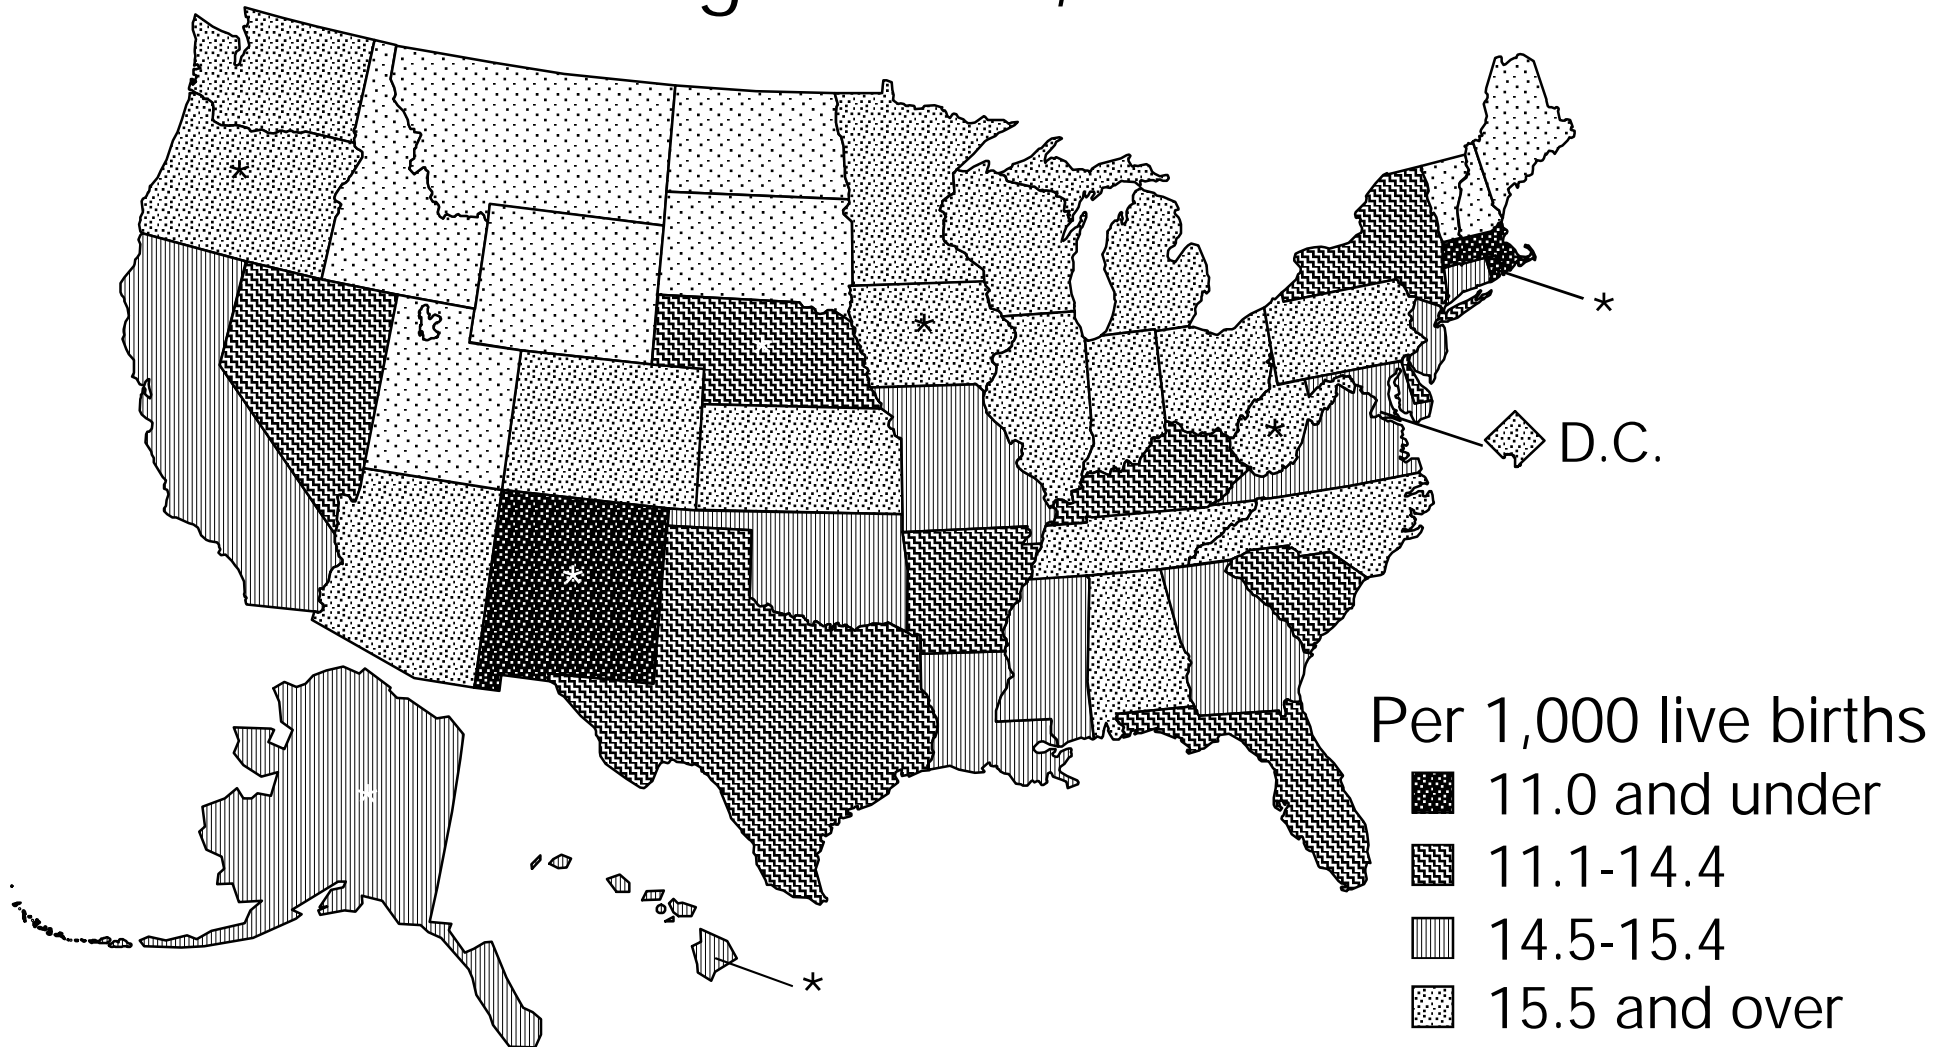 *
*
*
*
D.C.
*
*
*
Per 1,000 live births
*
11.0 and under
11.1-14.4
14.5-15.4
*
15.5 and over